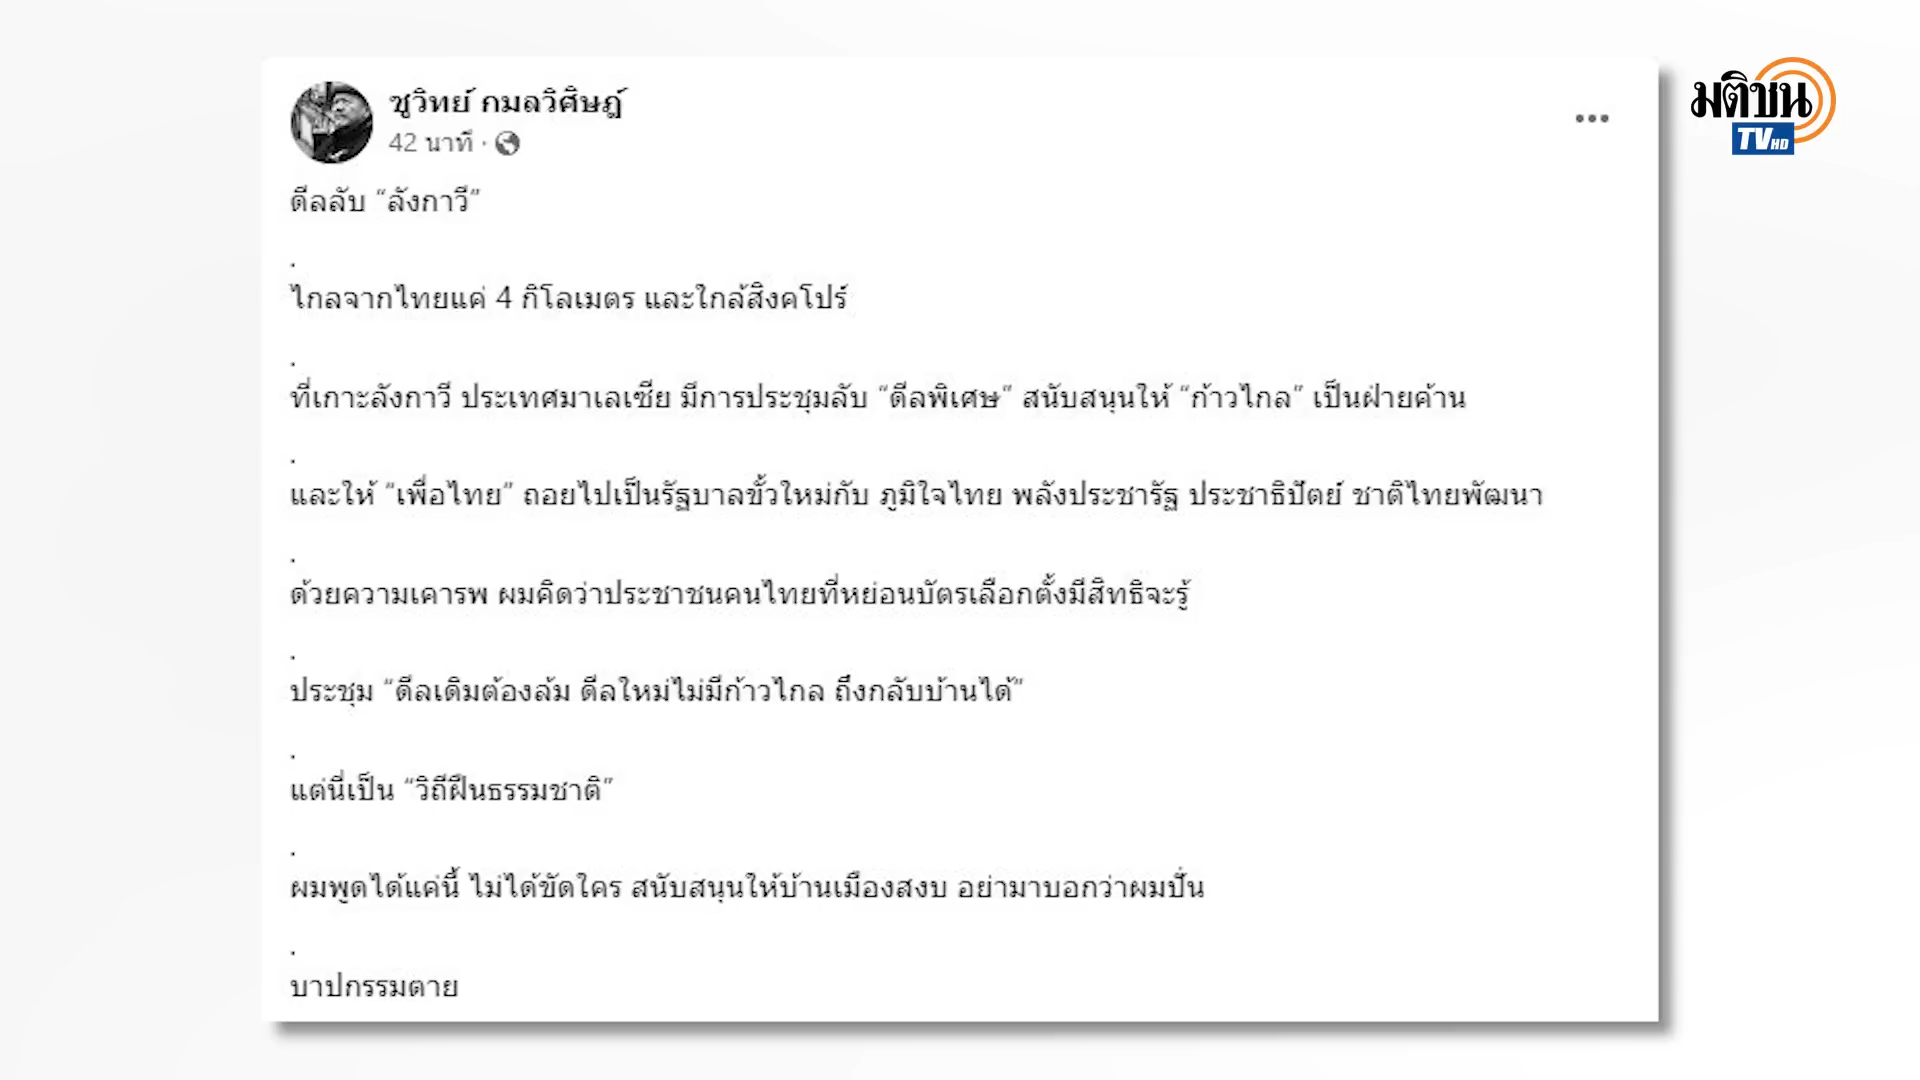 ชูวิทย์ กมลวิศิษฎ์
42 นาที ·
มติชน
TV HD
ดีลลับ “ลังกาวี”
.
ไกลจากไทยแค่ 4 กิโลเมตร และใกล้สิงคโปร์
.
ที่เกาะลังกาวี ประเทศมาเลเซีย มีการประชุมลับ “ดีลพิเศษ” สนับสนุนให้ “ก้าวไกล” เป็นฝ่ายค้าน
.
และให้ “เพื่อไทย” ถอยไปเป็นรัฐบาลขั้วใหม่กับ ภูมิใจไทย พลังประชารัฐ ประชาธิปัตย์ ชาติไทยพัฒนา
.
ด้วยความเคารพ ผมคิดว่าประชาชนคนไทยที่หย่อนบัตรเลือกตั้งมีสิทธิจะรู้
.
ประชุม “ดีลเดิมต้องล้ม ดีลใหม่ไม่มีก้าวไกล ถึงกลับบ้านได้”
.
แต่นี่เป็น “วิถีฝืนธรรมชาติ”
.
ผมพูดได้แค่นี้ ไม่ได้ขัดใคร สนับสนุนให้บ้านเมืองสงบ อย่ามาบอกว่าผมปั่น
.
บาปกรรมตาย